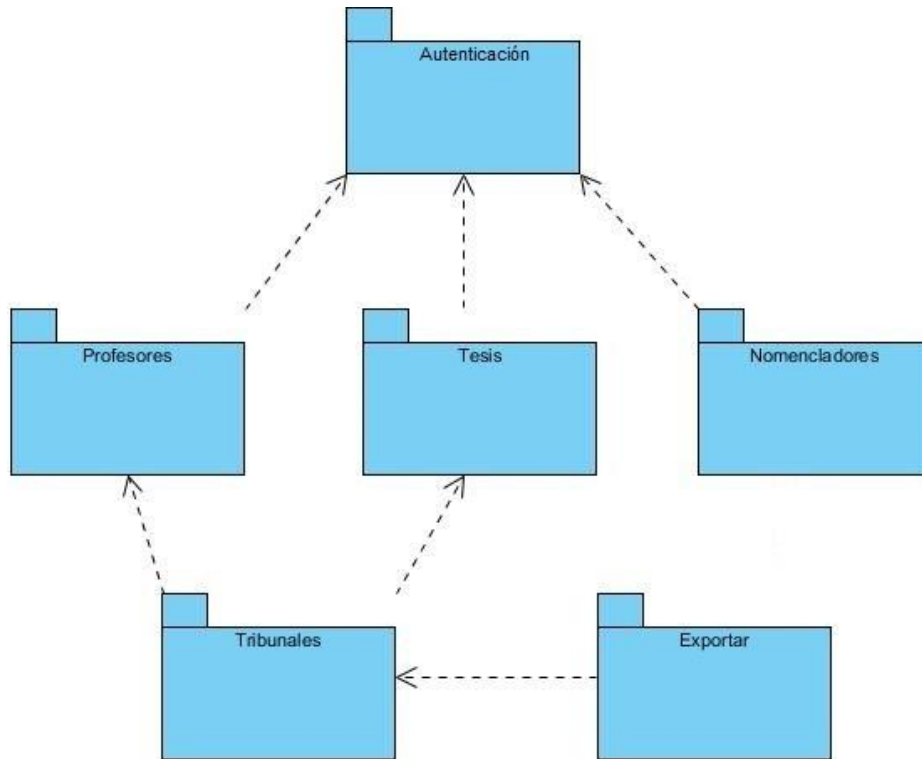 Autenticación
Profesores
Tesis
Nomencladores
Tribunales
Exportar